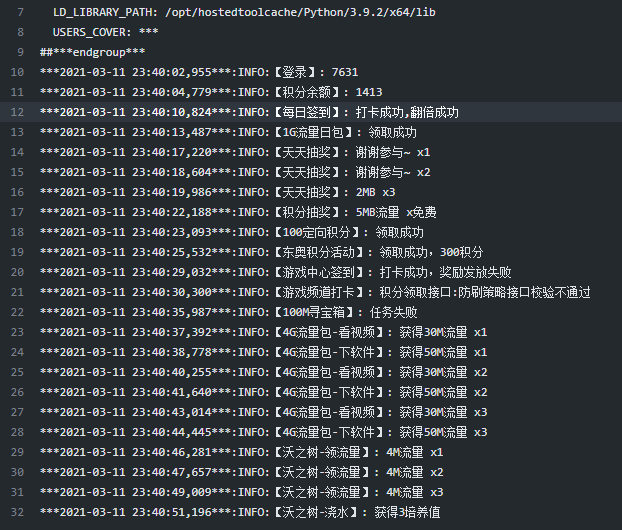 7 LD_LIBRARY_PATH: /opt/hostedtoolcache/Python/3.9.2/x64/lib
8 USERS_COVER: ***
9 ##***endgroup***
10 ***2021-03-11 23:40:02,955***:INFO:【登录】: 7631
11 ***2021-03-11 23:40:04,779***:INFO:【积分余额】: 1413
12 ***2021-03-11 23:40:10,824***:INFO:【每日签到】: 打卡成功,翻倍成功
13 ***2021-03-11 23:40:13,487***:INFO:【1G流量日包】: 领取成功
14 ***2021-03-11 23:40:17,220***:INFO:【天天抽奖】: 谢谢参与~ x1
15 ***2021-03-11 23:40:18,604***:INFO:【天天抽奖】: 谢谢参与~ x2
16 ***2021-03-11 23:40:19,986***:INFO:【天天抽奖】: 2MB x3
17 ***2021-03-11 23:40:22,188***:INFO:【积分抽奖】: 5MB流量 x免费
18 ***2021-03-11 23:40:23,093***:INFO:【100定向积分】: 领取成功
19 ***2021-03-11 23:40:25,532***:INFO:【东奥积分活动】: 领取成功，300积分
20 ***2021-03-11 23:40:29,032***:INFO:【游戏中心签到】: 打卡成功，奖励发放失败
21 ***2021-03-11 23:40:30,300***:INFO:【游戏频道打卡】: 积分领取接口:防刷策略接口校验不通过
22 ***2021-03-11 23:40:35,987***:INFO:【100M寻宝箱】: 任务失败
23 ***2021-03-11 23:40:37,392***:INFO:【4G流量包-看视频】: 获得30M流量 x1
24 ***2021-03-11 23:40:38,778***:INFO:【4G流量包-下软件】: 获得50M流量 x1
25 ***2021-03-11 23:40:40,255***:INFO:【4G流量包-看视频】: 获得30M流量 x2
26 ***2021-03-11 23:40:41,640***:INFO:【4G流量包-下软件】: 获得50M流量 x2
27 ***2021-03-11 23:40:43,014***:INFO:【4G流量包-看视频】: 获得30M流量 x3
28 ***2021-03-11 23:40:44,445***:INFO:【4G流量包-下软件】: 获得50M流量 x3
29 ***2021-03-11 23:40:46,281***:INFO:【沃之树-领流量】: 4M流量 x1
30 ***2021-03-11 23:40:47,657***:INFO:【沃之树-领流量】: 4M流量 x2
31 ***2021-03-11 23:40:49,009***:INFO:【沃之树-领流量】: 4M流量 x3
32 ***2021-03-11 23:40:51,196***:INFO:【沃之树-浇水】: 获得3培养值